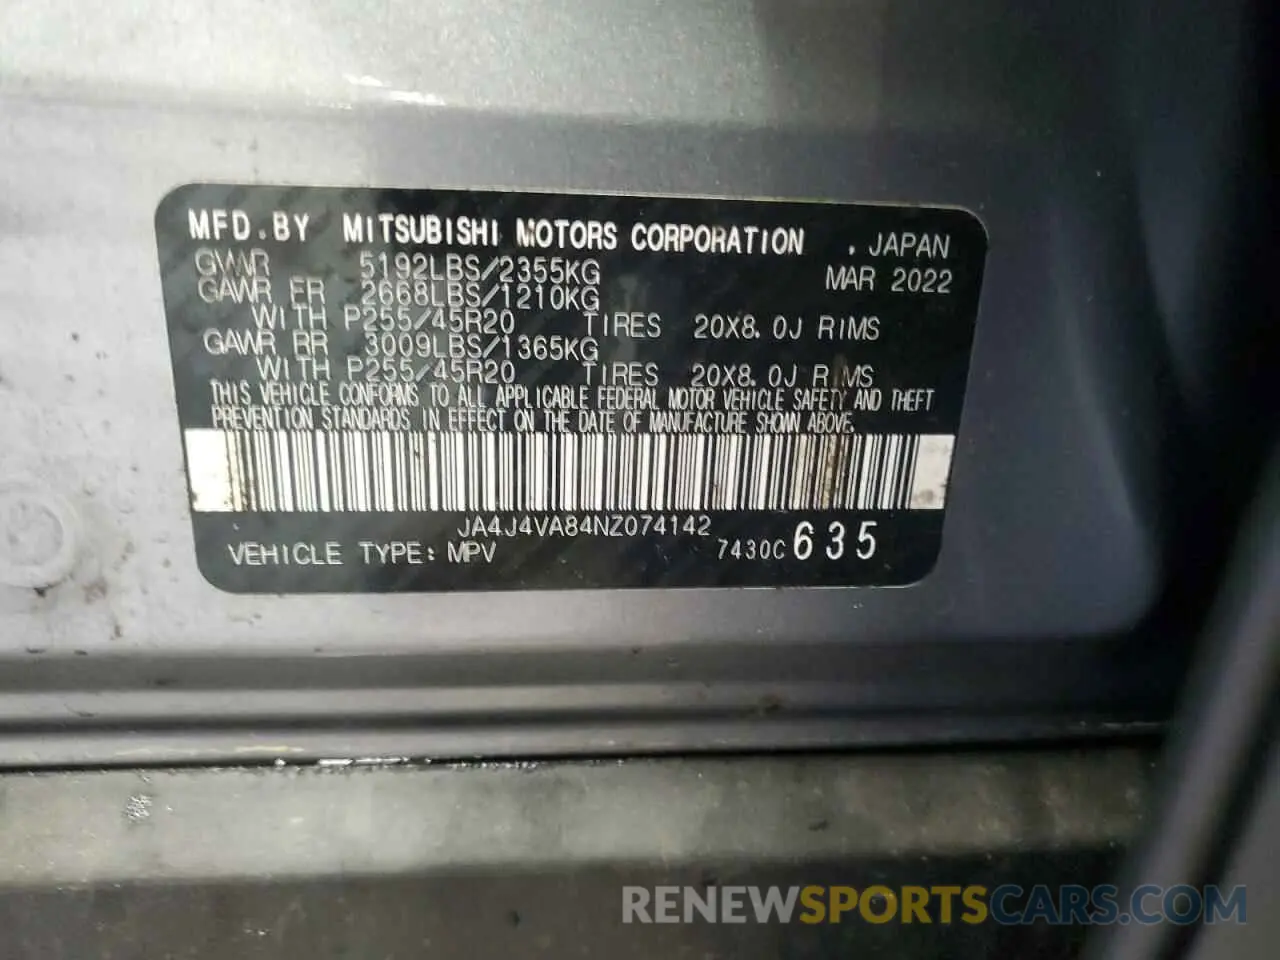 MFD.BY MITSUBISHI MOTORS CORPORATION . JAPAN
GVWR 5192LBS/2355KG MAR 2022
GAWR FR 2668LBS/1210KG
WITH P255/45R20 TIRES 20X8.0J RIMS
GAWR RR 3009LBS/1365KG
WITH P255/45R20 TIRES 20X8.0J RIMS
THIS VEHICLE CONFORMS TO ALL APPLICABLE FEDERAL MOTOR VEHICLE SAFETY AND THEFT
PREVENTION STANDARDS IN EFFECT ON THE DATE OF MANUFACTURE SHOWN ABOVE.
JA4J4VA84NZ074142
VEHICLE TYPE: MPV 7430C 635
RENEWSPORTSCARS.COM